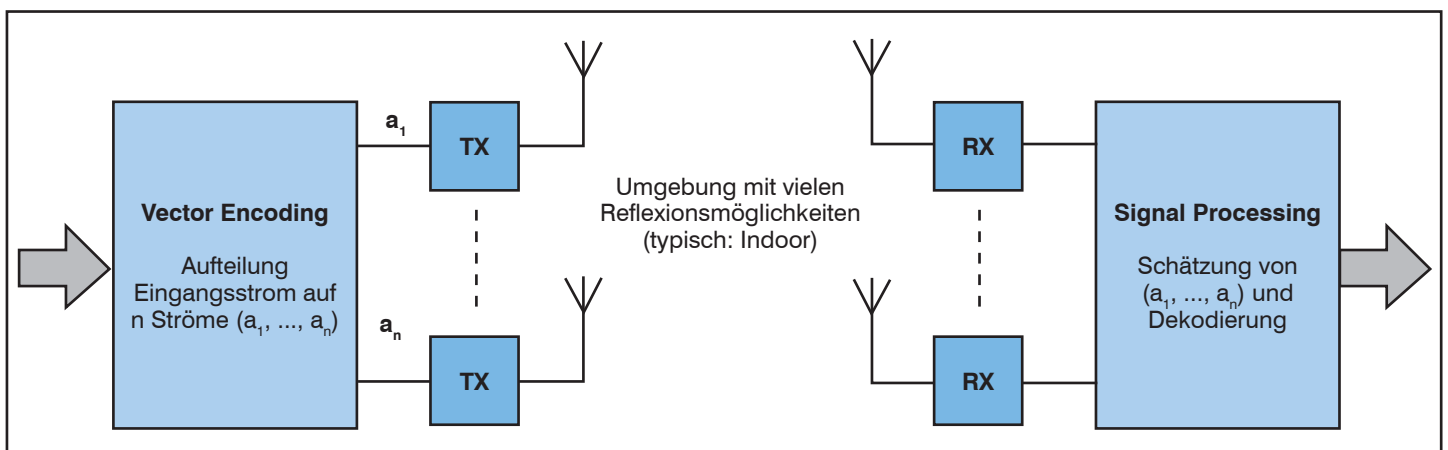 Vector Encoding
Aufteilung
Eingangsstrom auf
n Ströme (a₁, ..., aₙ)
a₁
TX
aₙ
TX
Umgebung mit vielen
Reflexionsmöglichkeiten
(typisch: Indoor)
RX
RX
Signal Processing
Schätzung von
(a₁, ..., aₙ) und
Dekodierung